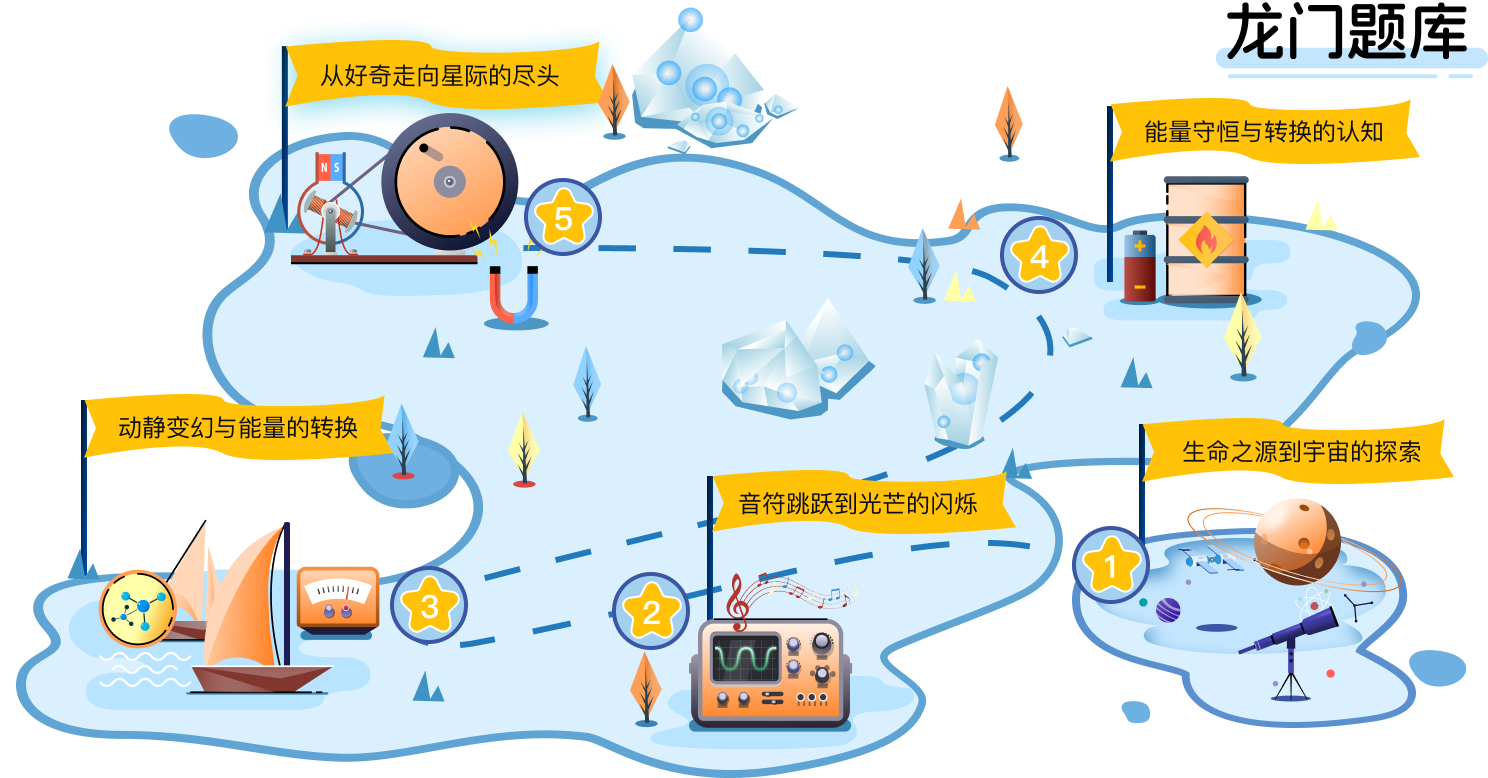 龙门题库
从好奇走向星际的尽头
能量守恒与转换的认知
N S
5
4
+
-
动静变幻与能量的转换
生命之源到宇宙的探索
音符跳跃到光芒的闪烁
1
3
2